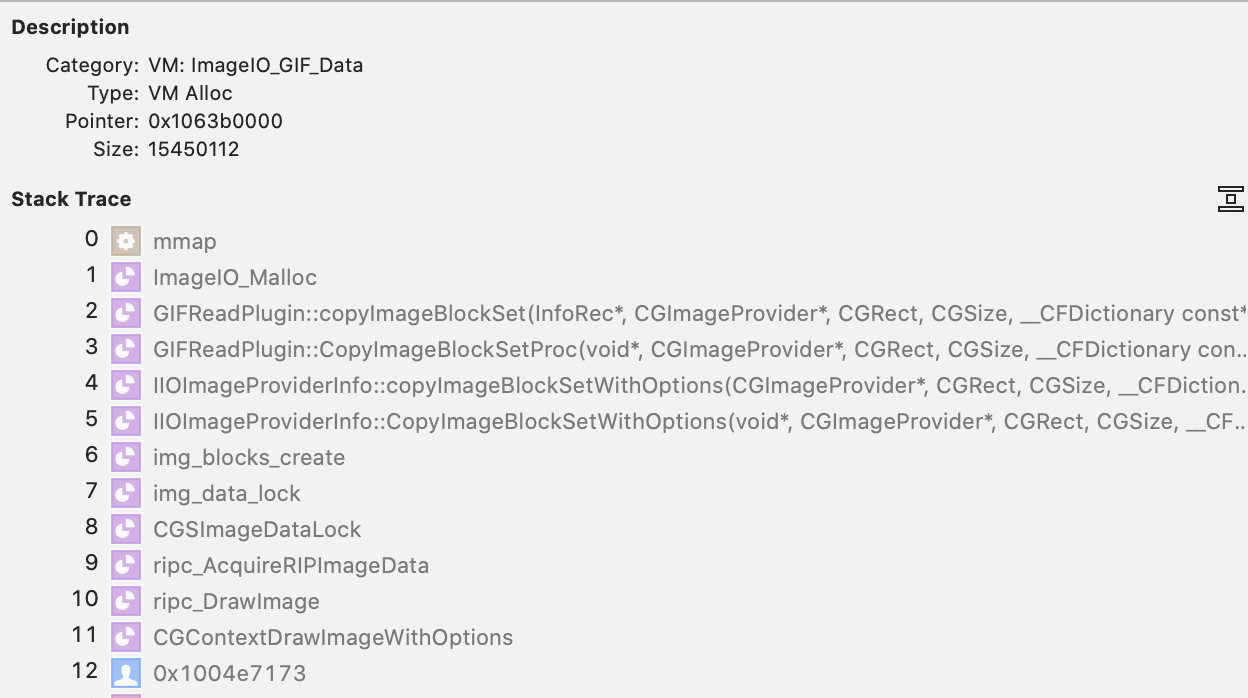 Description
Category: VM: ImageIO_GIF_Data
Type: VM Alloc
Pointer: 0x1063b0000
Size: 15450112
Stack Trace
0 mmap
1 ImageIO_Malloc
2 GIFReadPlugin::copyImageBlockSet(InfoRec*, CGImageProvider*, CGRect, CGSize, __CFDictionary const*
3 GIFReadPlugin::CopyImageBlockSetProc(void*, CGImageProvider*, CGRect, CGSize, __CFDictionary con...
4 IIOImageProviderInfo::copyImageBlockSetWithOptions(CGImageProvider*, CGRect, CGSize, __CFDiction...
5 IIOImageProviderInfo::CopyImageBlockSetWithOptions(void*, CGImageProvider*, CGRect, CGSize, __CF...
6 img_blocks_create
7 img_data_lock
8 CGSImageDataLock
9 ripc_AcquireRIPImageData
10 ripc_DrawImage
11 CGContextDrawImageWithOptions
12 0x1004e7173